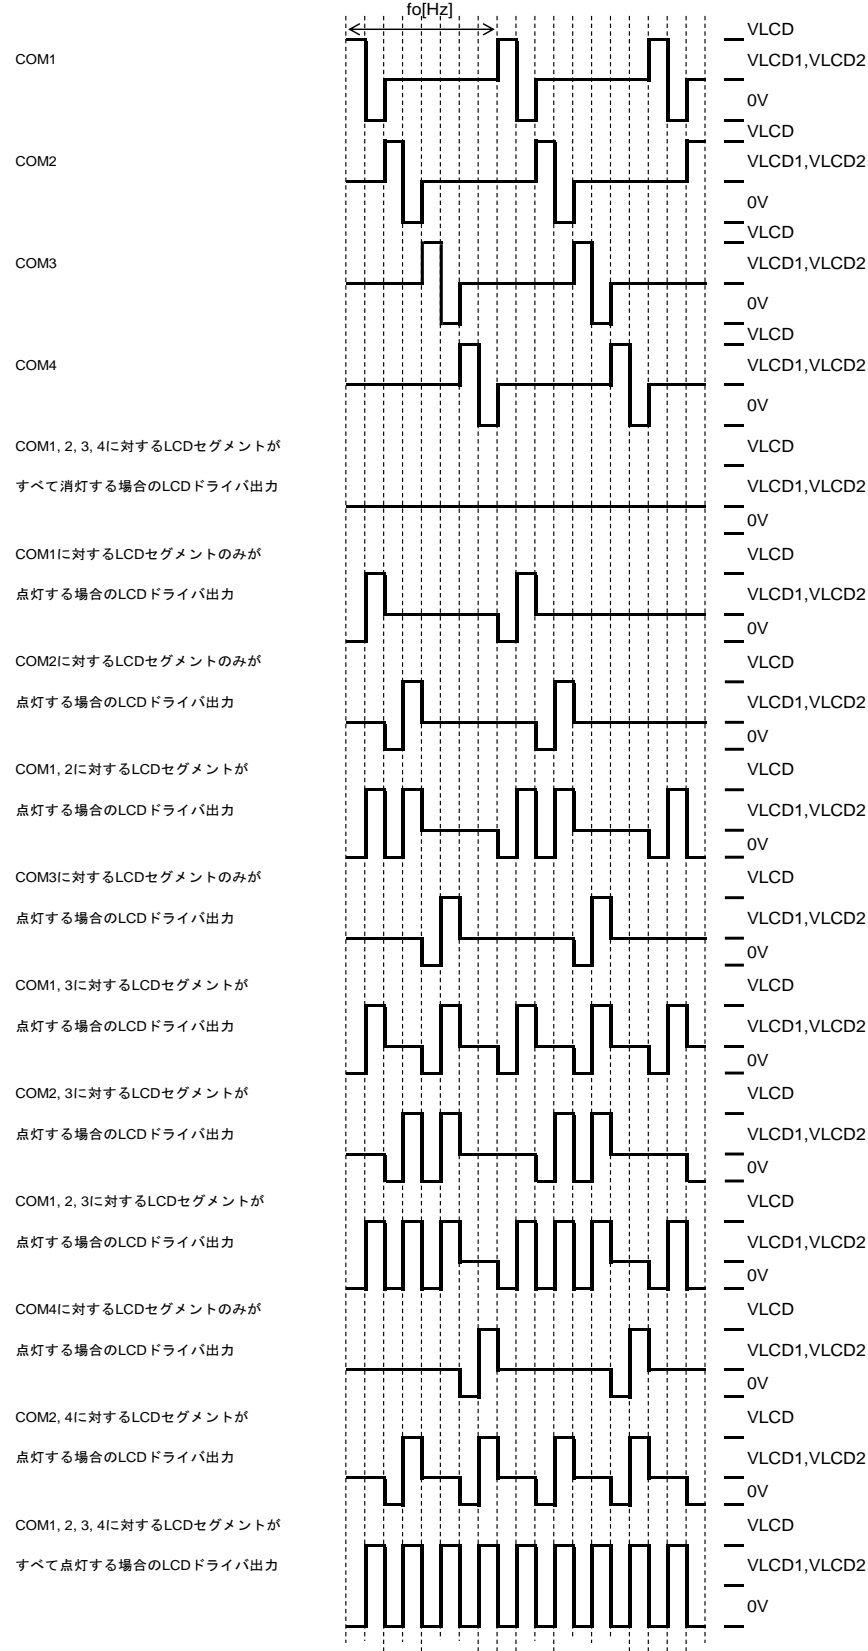 fo[Hz]
VLCD
COM1
VLCD1,VLCD2
0V
VLCD
COM2
VLCD1,VLCD2
0V
VLCD
COM3
VLCD1,VLCD2
0V
VLCD
COM4
VLCD1,VLCD2
0V
COM1, 2, 3, 4に対するLCDセグメントが
VLCD
すべて消灯する場合のLCDドライバ出力
VLCD1,VLCD2
0V
COM1に対するLCDセグメントのみが
VLCD
点灯する場合のLCDドライバ出力
VLCD1,VLCD2
0V
COM2に対するLCDセグメントのみが
VLCD
点灯する場合のLCDドライバ出力
VLCD1,VLCD2
0V
COM1, 2に対するLCDセグメントが
VLCD
点灯する場合のLCDドライバ出力
VLCD1,VLCD2
0V
COM3に対するLCDセグメントのみが
VLCD
点灯する場合のLCDドライバ出力
VLCD1,VLCD2
0V
COM1, 3に対するLCDセグメントが
VLCD
点灯する場合のLCDドライバ出力
VLCD1,VLCD2
0V
COM2, 3に対するLCDセグメントが
VLCD
点灯する場合のLCDドライバ出力
VLCD1,VLCD2
0V
COM1, 2, 3に対するLCDセグメントが
VLCD
点灯する場合のLCDドライバ出力
VLCD1,VLCD2
0V
COM4に対するLCDセグメントのみが
VLCD
点灯する場合のLCDドライバ出力
VLCD1,VLCD2
0V
COM2, 4に対するLCDセグメントが
VLCD
点灯する場合のLCDドライバ出力
VLCD1,VLCD2
0V
COM1, 2, 3, 4に対するLCDセグメントが
VLCD
すべて点灯する場合のLCDドライバ出力
VLCD1,VLCD2
0V